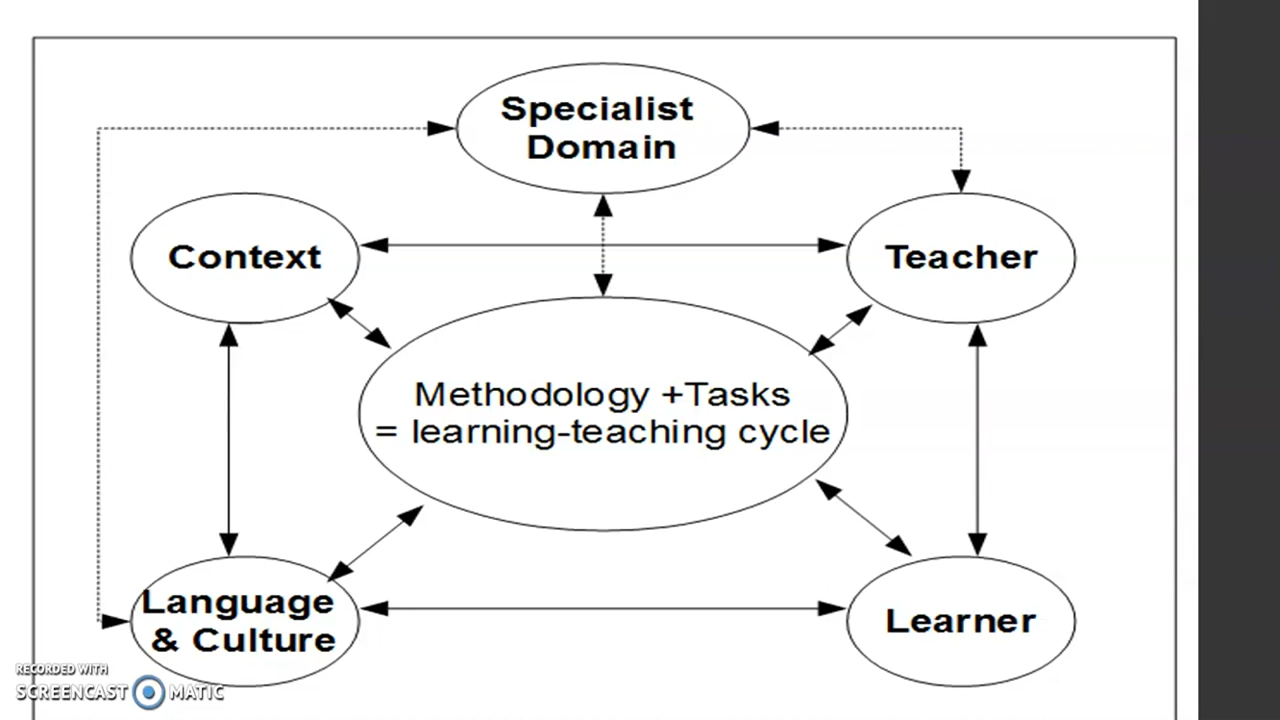 Specialist
Domain
Context
Teacher
Methodology +Tasks
= learning-teaching cycle
Language
& Culture
Learner
RECORDED WITH
SCREENCAST MATIC